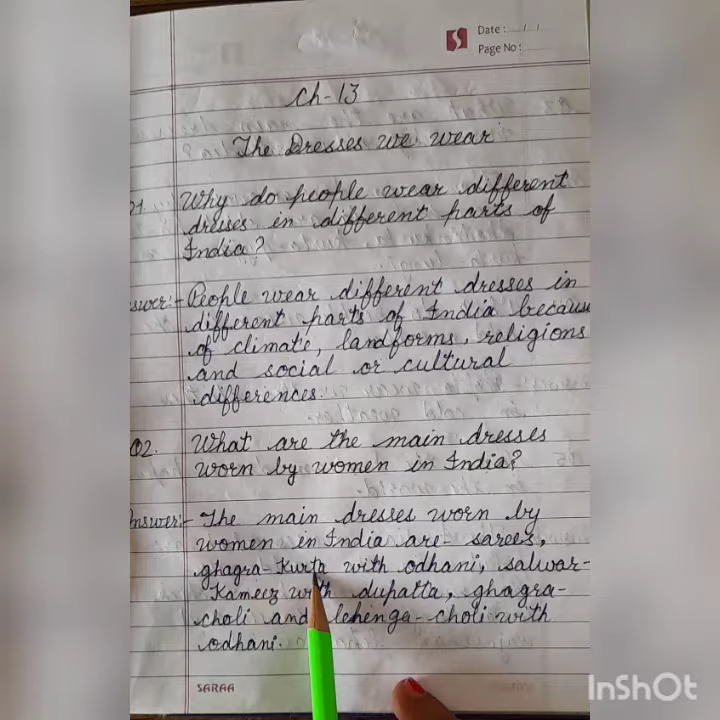 Date : ..../..../
Page No :
Ch-13
The Dresses we wear
Why do people wear different
dresses in different parts of
India?
swer:- People wear different dresses in
different parts of India becaus
of climate, landforms, religions
and social or cultural
differences.
Q2. What are the main dresses
worn by women in India?
nswer:- The main dresses worn by
women in India are- sarees,
ghagra-Kurta with odhani, salwar-
Kameez with dupatta, ghagra-
choli and lehenga-choli with
odhani.
SARAA
InShOt